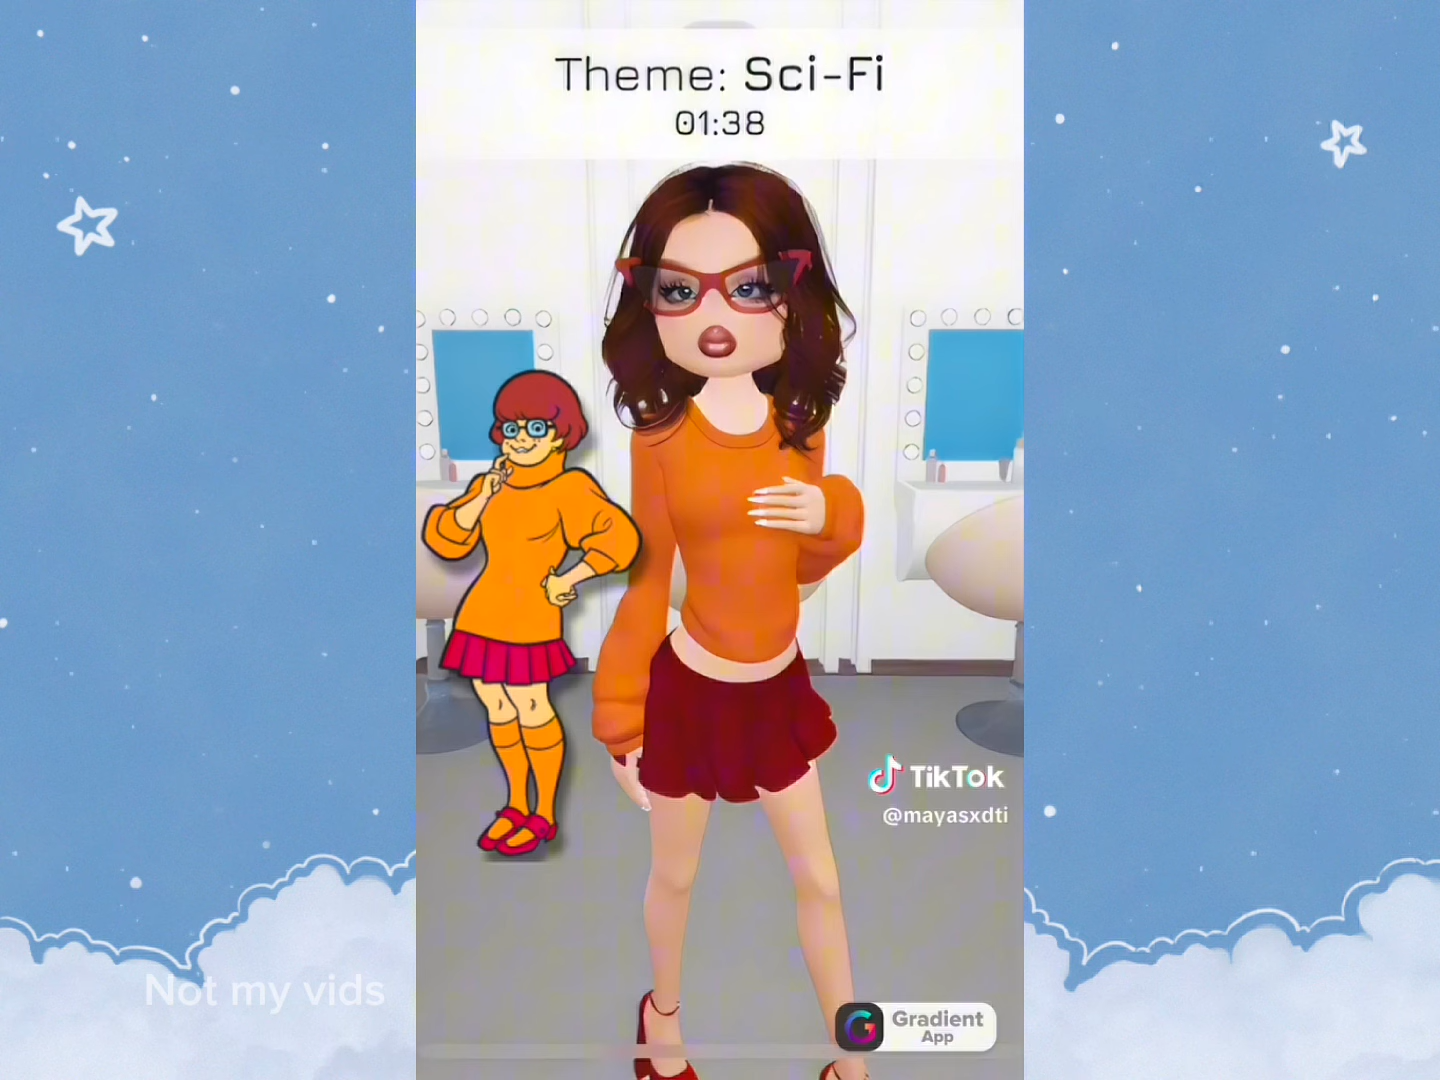 Theme: Sci-Fi
01:38
TikTok
@mayasxdti
Not my vids
Gradient
App